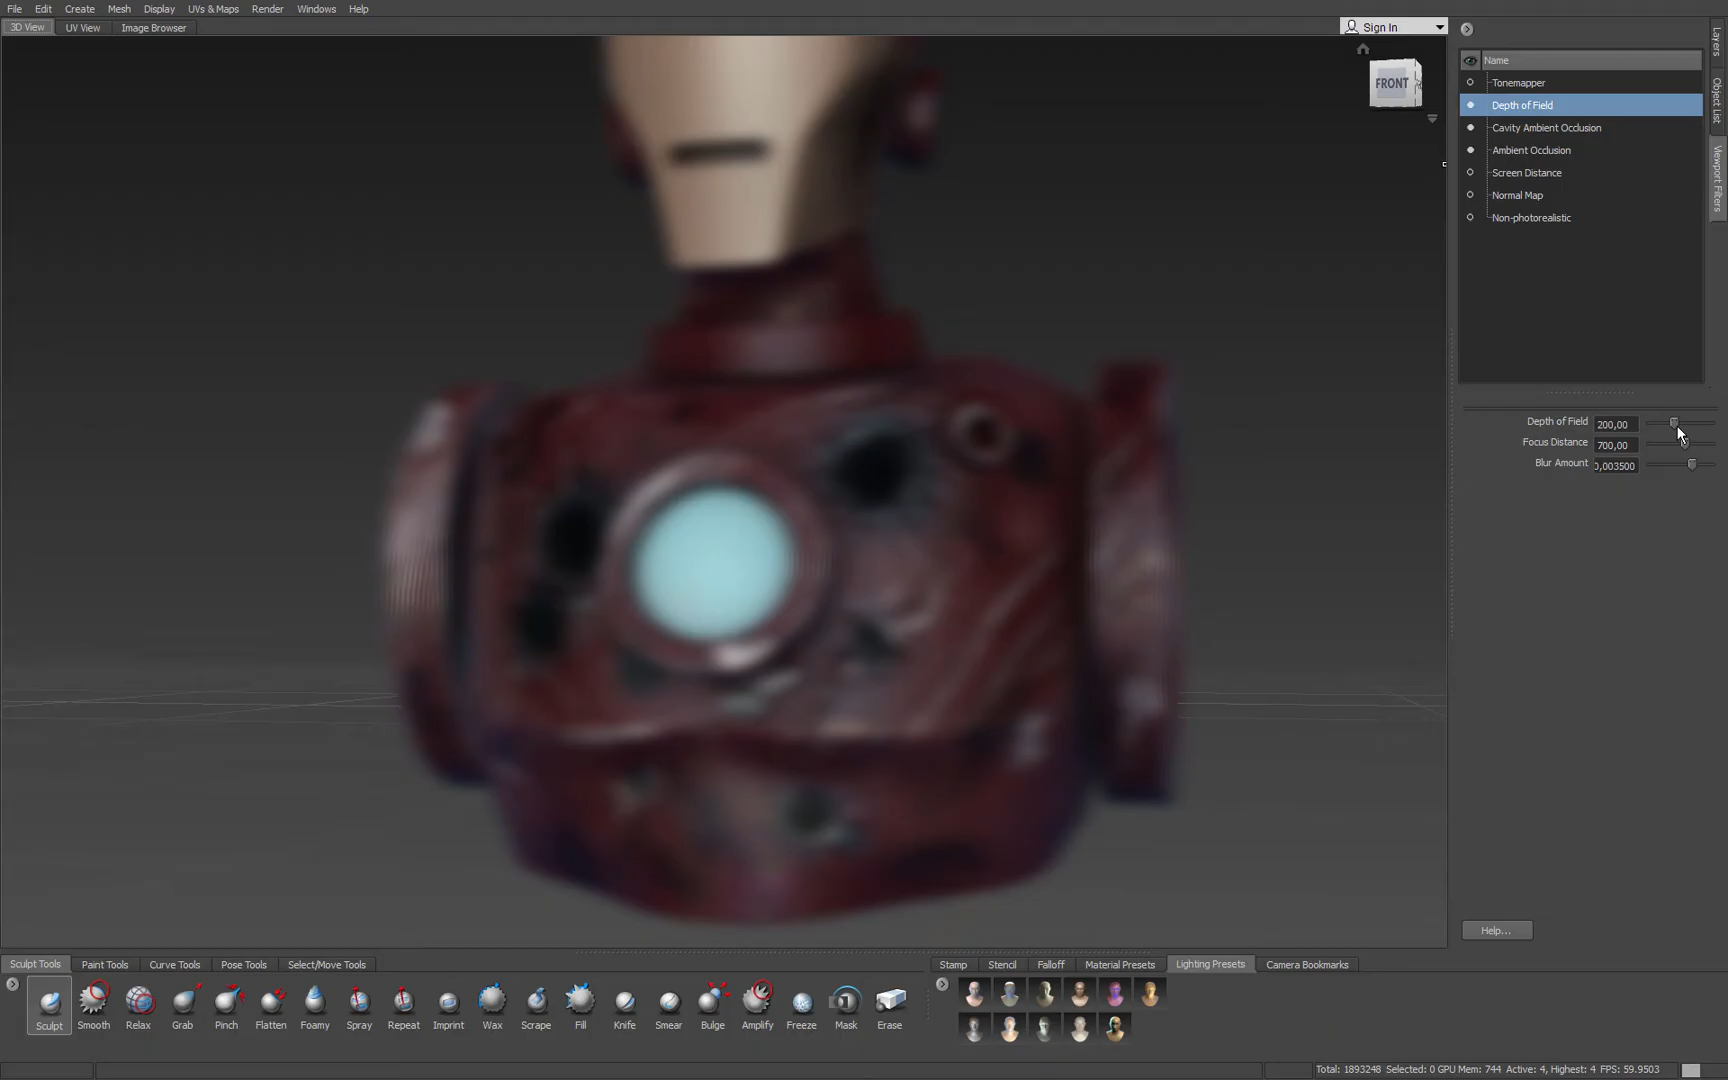 File Edit Create Mesh Display UVs & Maps Render Windows Help
3D View UV View Image Browser
Sign In
FRONT
Name
Tonemapper
Depth of Field
Cavity Ambient Occlusion
Ambient Occlusion
Screen Distance
Normal Map
Non-photorealistic
Layers
Object List
Viewport Filters
Depth of Field 200,00
Focus Distance 700,00
Blur Amount 0,003500
Help...
Sculpt Tools Paint Tools Curve Tools Pose Tools Select/Move Tools
Stamp Stencil Falloff Material Presets Lighting Presets Camera Bookmarks
Sculpt Smooth Relax Grab Pinch Flatten Foamy Spray Repeat Imprint Wax Scrape Fill Knife Smear Bulge Amplify Freeze Mask Erase
Total: 1893248 Selected: 0 GPU Mem: 744 Active: 4, Highest: 4 FPS: 59.9503